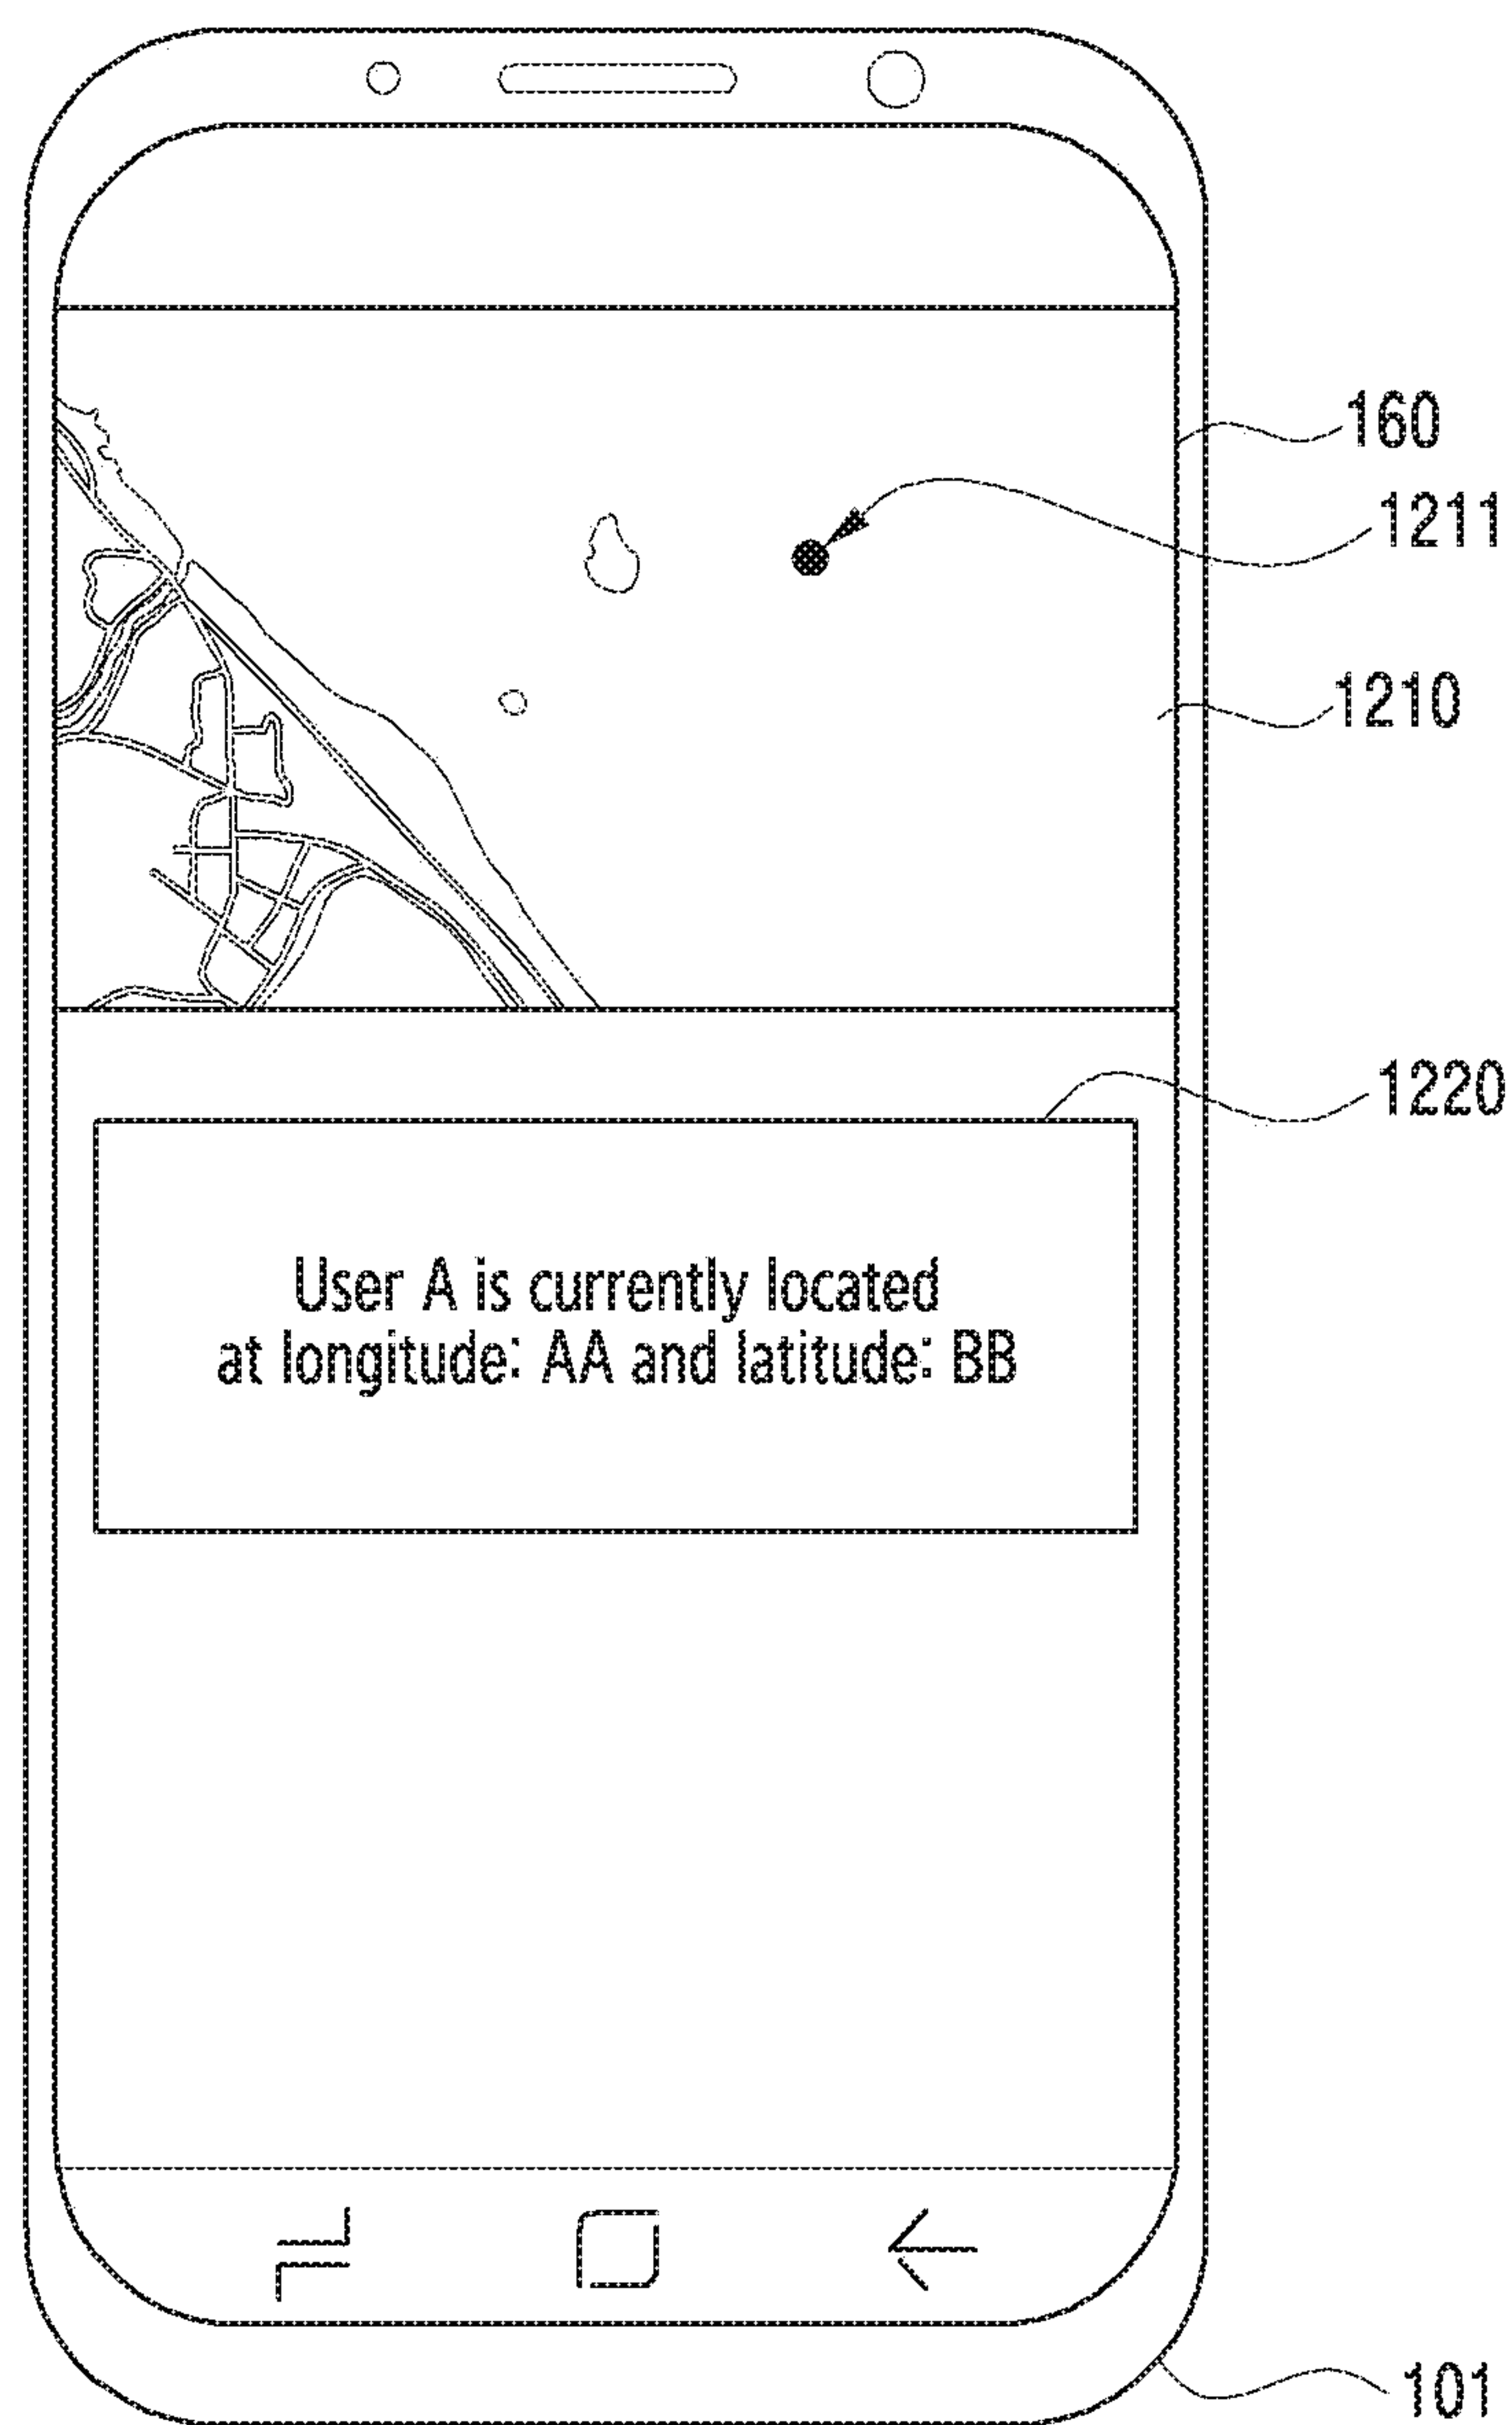 160
1211
1210
1220
User A is currently located
at longitude: AA and latitude: BB
101